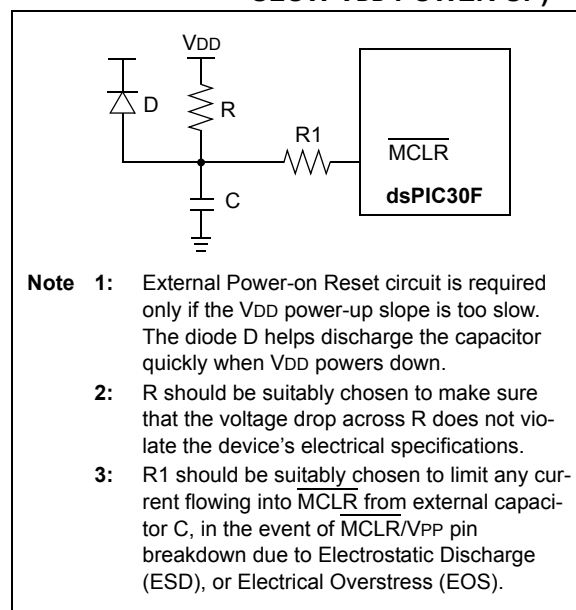 VDD
D
R
R1
MCLR
dsPIC30F
C
Note 1: External Power-on Reset circuit is required
only if the VDD power-up slope is too slow.
The diode D helps discharge the capacitor
quickly when VDD powers down.
2: R should be suitably chosen to make sure
that the voltage drop across R does not vio-
late the device's electrical specifications.
3: R1 should be suitably chosen to limit any cur-
rent flowing into MCLR from external capaci-
tor C, in the event of MCLR/VPP pin
breakdown due to Electrostatic Discharge
(ESD), or Electrical Overstress (EOS).